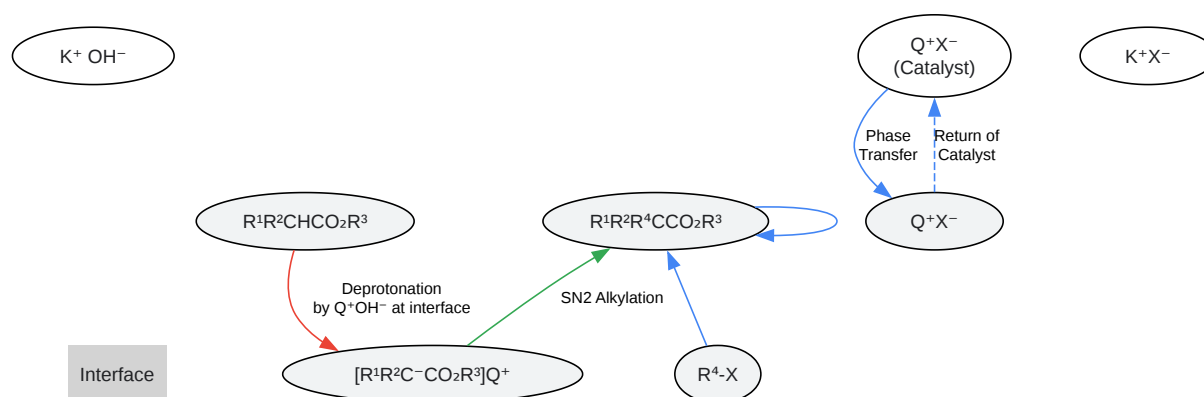 K⁺ OH⁻
Q⁺X⁻
(Catalyst)
K⁺X⁻
Phase
Transfer
Return of
Catalyst
R¹R²CHCO₂R³
R¹R²R⁴CCO₂R³
Q⁺X⁻
Deprotonation
by Q⁺OH⁻ at interface
SN2 Alkylation
Interface
[R¹R²C⁻CO₂R³]Q⁺
R⁴-X